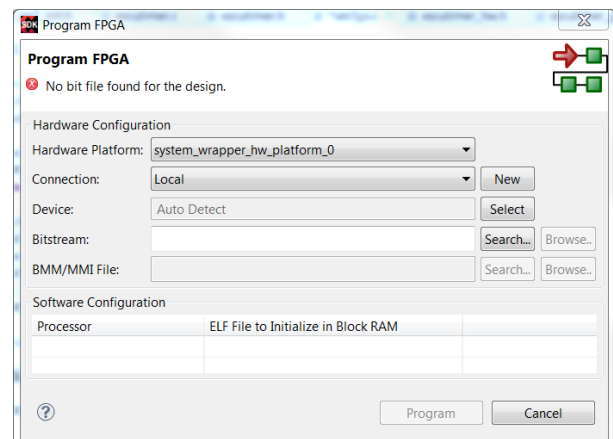 SDK Program FPGA
Program FPGA
No bit file found for the design.
Hardware Configuration
Hardware Platform: system_wrapper_hw_platform_0
Connection: Local New
Device: Auto Detect Select
Bitstream: Search... Browse..
BMM/MMI File: Search... Browse..
Software Configuration
Processor ELF File to Initialize in Block RAM
? Program Cancel